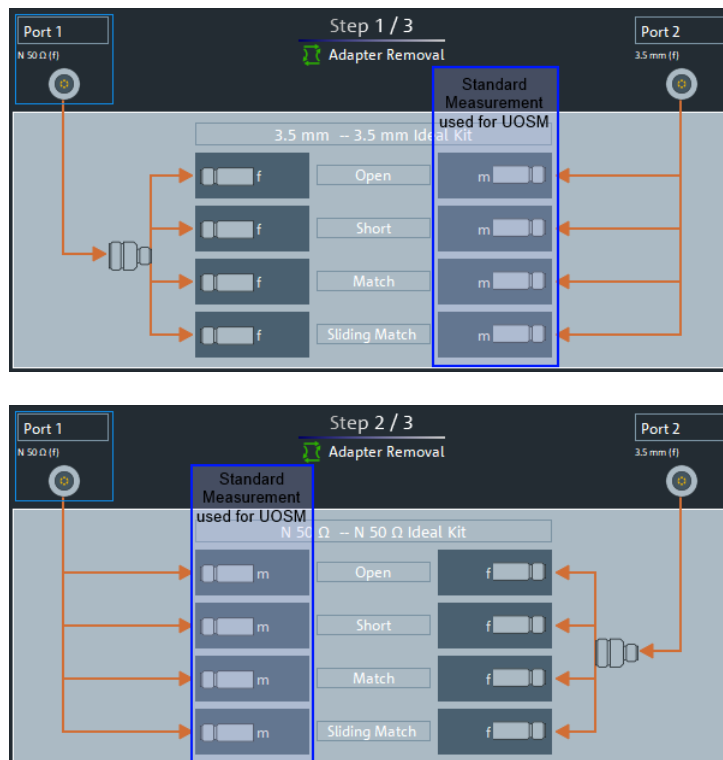 Port 1
N 50 Ω (f)
Step 1 / 3
Adapter Removal
Port 2
3.5 mm (f)
Standard
Measurement
used for UOSM
3.5 mm -- 3.5 mm Ideal Kit
f Open m
f Short m
f Match m
f Sliding Match m
Port 1
N 50 Ω (f)
Step 2 / 3
Adapter Removal
Port 2
3.5 mm (f)
Standard
Measurement
used for UOSM
N 50 Ω -- N 50 Ω Ideal Kit
m Open f
m Short f
m Match f
m Sliding Match f